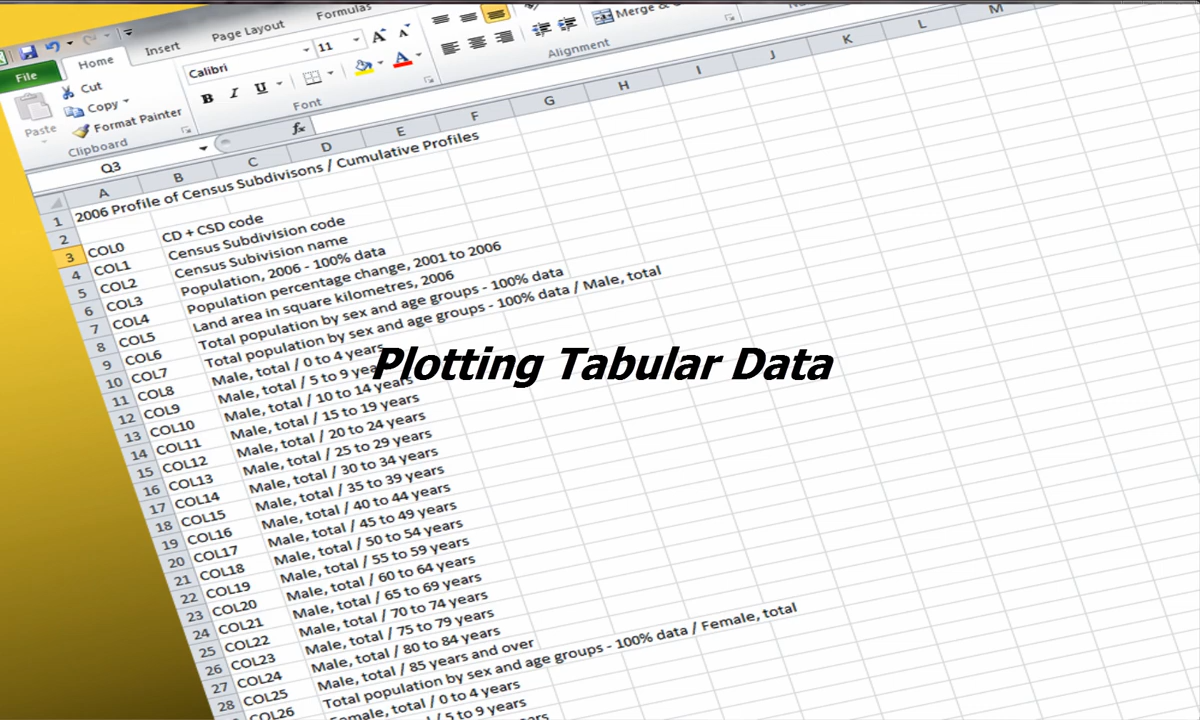 File Home Insert Page Layout Formulas
Cut
Copy
Format Painter
Paste
Clipboard
Calibri 11
B I U
Font
Alignment
Merge &
Q3 fx
A B C D E F G H I J K L M
1 2006 Profile of Census Subdivisons / Cumulative Profiles
2
3 COL0 CD + CSD code
4 COL1 Census Subdivision code
5 COL2 Census Subivision name
6 COL3 Population, 2006 - 100% data
7 COL4 Population percentage change, 2001 to 2006
8 COL5 Land area in square kilometres, 2006
9 COL6 Total population by sex and age groups - 100% data
10 COL7 Total population by sex and age groups - 100% data / Male, total
11 COL8 Male, total / 0 to 4 years
12 COL9 Male, total / 5 to 9 years
13 COL10 Male, total / 10 to 14 years
14 COL11 Male, total / 15 to 19 years
15 COL12 Male, total / 20 to 24 years
16 COL13 Male, total / 25 to 29 years
17 COL14 Male, total / 30 to 34 years
18 COL15 Male, total / 35 to 39 years
19 COL16 Male, total / 40 to 44 years
20 COL17 Male, total / 45 to 49 years
21 COL18 Male, total / 50 to 54 years
22 COL19 Male, total / 55 to 59 years
23 COL20 Male, total / 60 to 64 years
24 COL21 Male, total / 65 to 69 years
25 COL22 Male, total / 70 to 74 years
26 COL23 Male, total / 75 to 79 years
27 COL24 Male, total / 80 to 84 years
28 COL25 Male, total / 85 years and over
COL26 Total population by sex and age groups - 100% data / Female, total
Female, total / 0 to 4 years
/ 5 to 9 years
Plotting Tabular Data